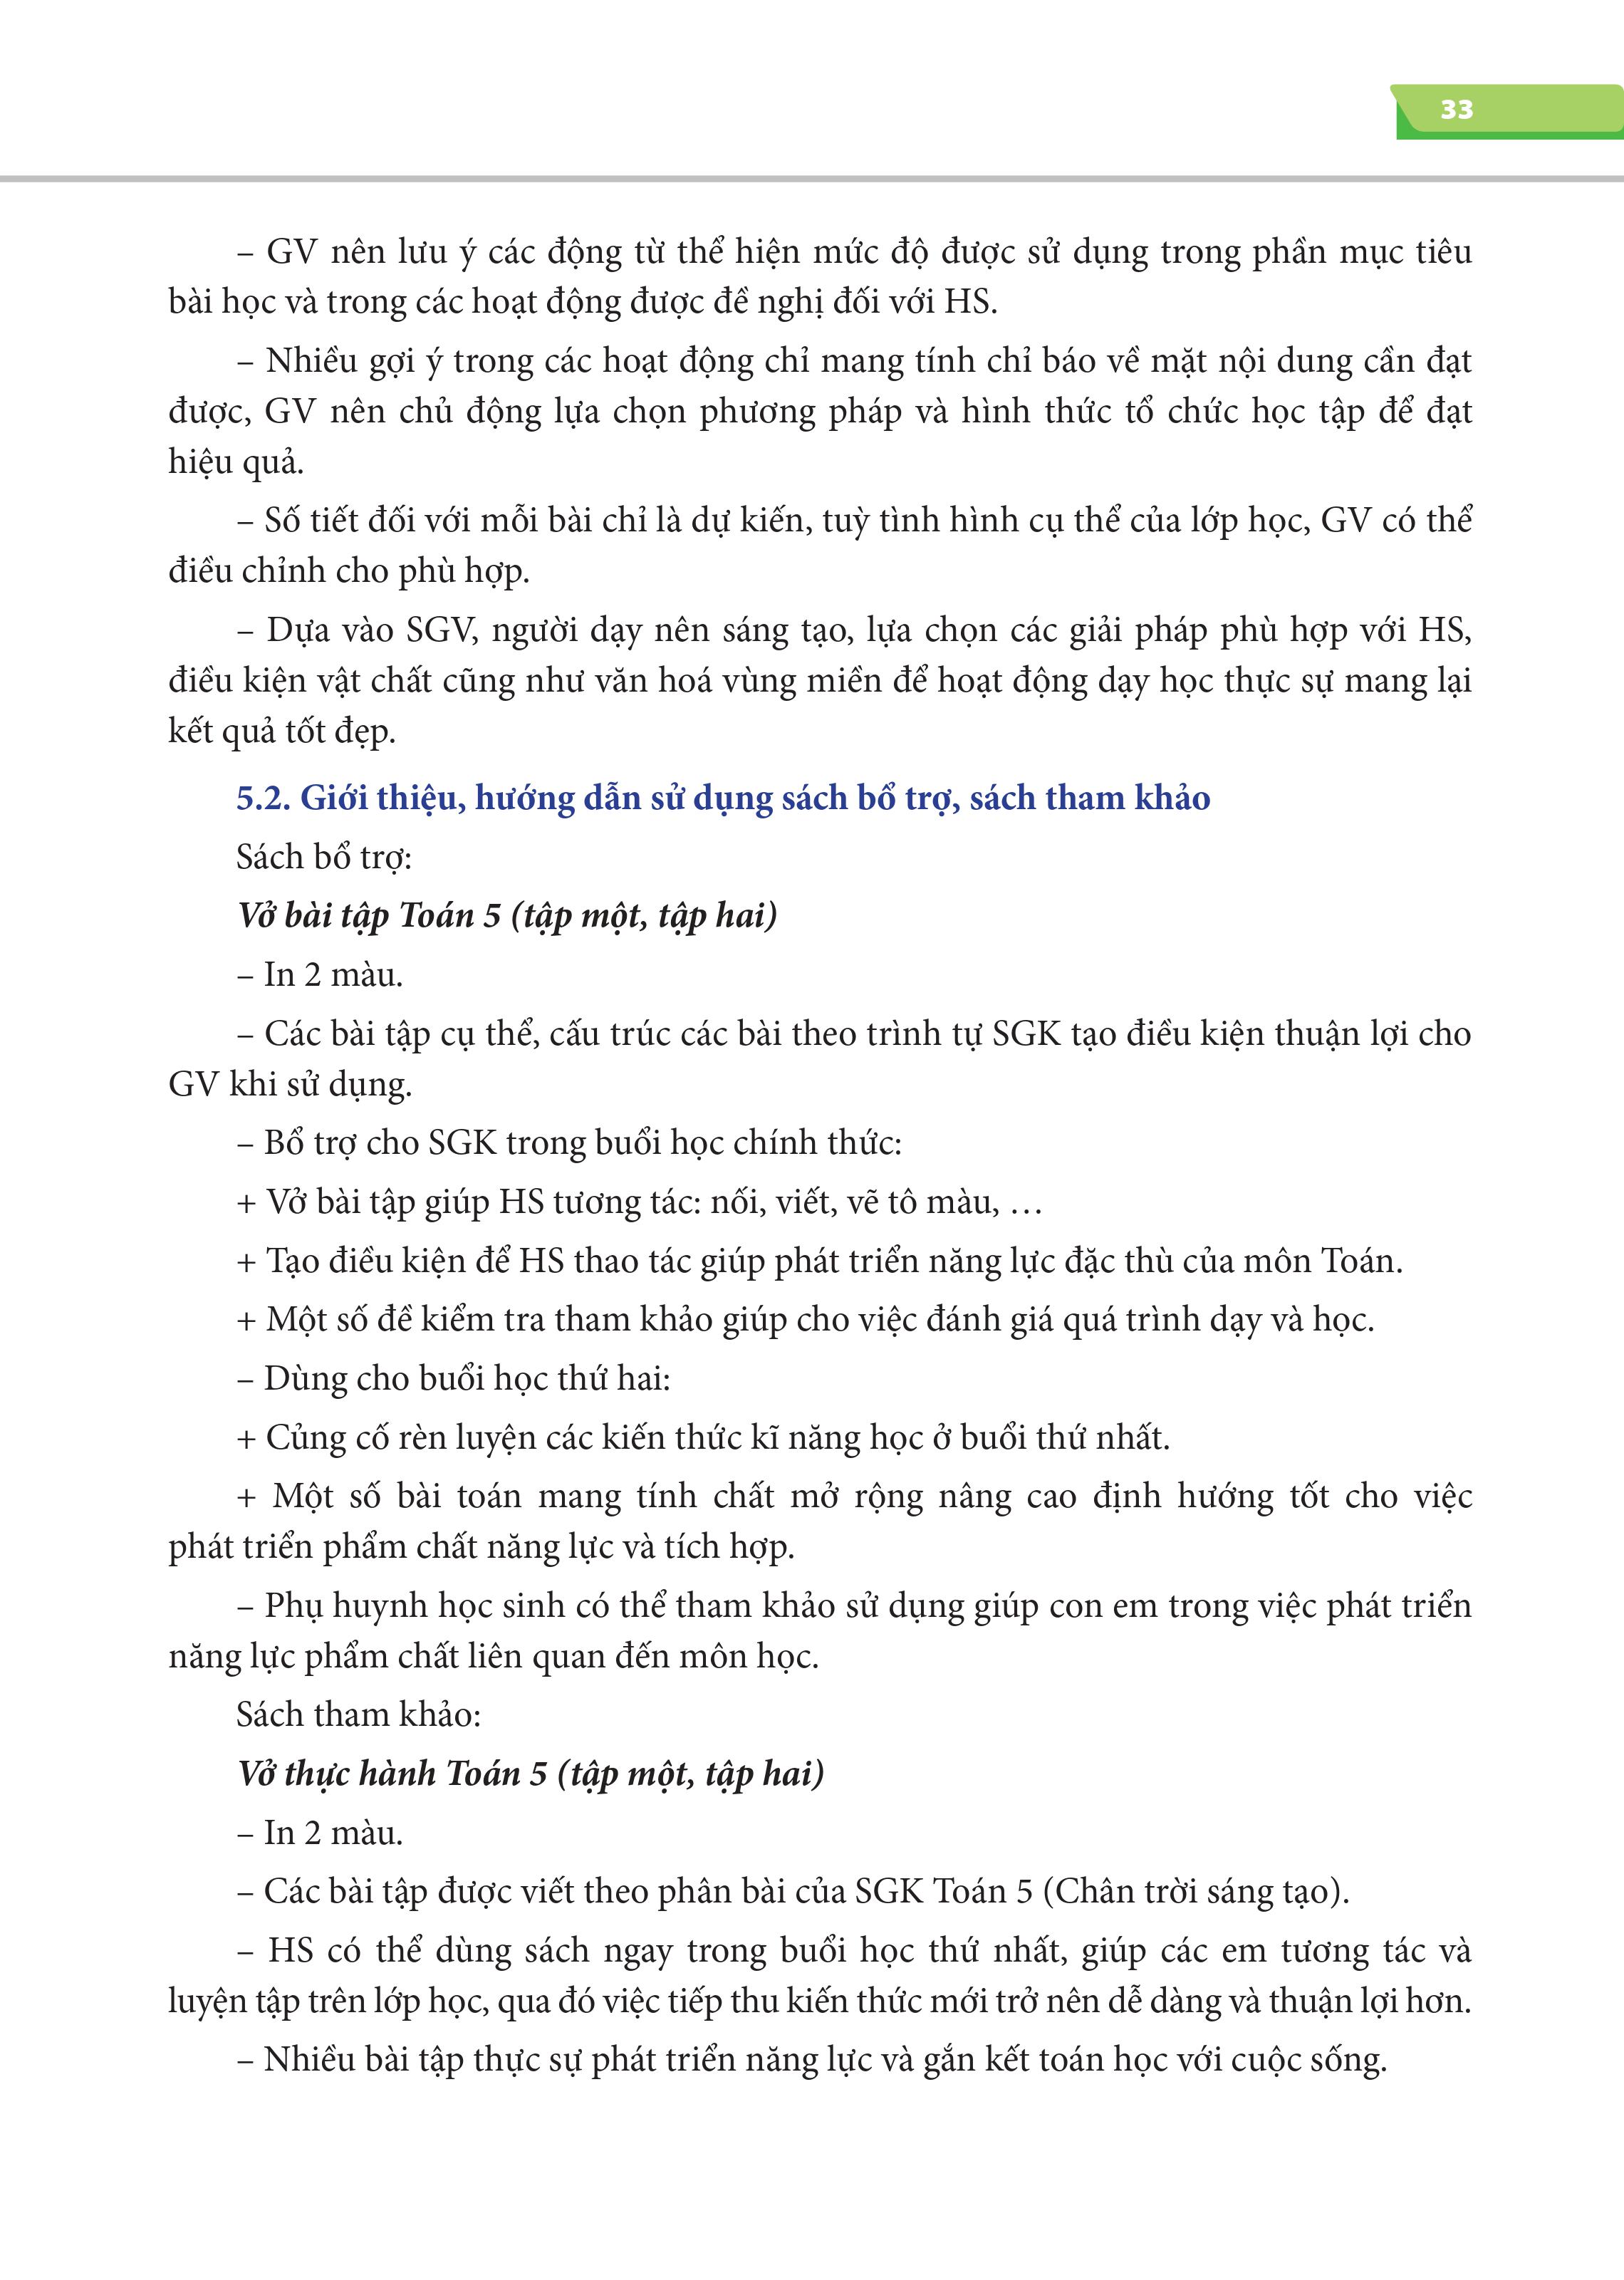 33
– GV nên lưu ý các động từ thể hiện mức độ được sử dụng trong phần mục tiêu
bài học và trong các hoạt động được đề nghị đối với HS.
– Nhiều gợi ý trong các hoạt động chỉ mang tính chỉ báo về mặt nội dung cần đạt
được, GV nên chủ động lựa chọn phương pháp và hình thức tổ chức học tập để đạt
hiệu quả.
– Số tiết đối với mỗi bài chỉ là dự kiến, tuỳ tình hình cụ thể của lớp học, GV có thể
điều chỉnh cho phù hợp.
– Dựa vào SGV, người dạy nên sáng tạo, lựa chọn các giải pháp phù hợp với HS,
điều kiện vật chất cũng như văn hoá vùng miền để hoạt động dạy học thực sự mang lại
kết quả tốt đẹp.
5.2. Giới thiệu, hướng dẫn sử dụng sách bổ trợ, sách tham khảo
Sách bổ trợ:
Vở bài tập Toán 5 (tập một, tập hai)
– In 2 màu.
– Các bài tập cụ thể, cấu trúc các bài theo trình tự SGK tạo điều kiện thuận lợi cho
GV khi sử dụng.
– Bổ trợ cho SGK trong buổi học chính thức:
+ Vở bài tập giúp HS tương tác: nối, viết, vẽ tô màu, …
+ Tạo điều kiện để HS thao tác giúp phát triển năng lực đặc thù của môn Toán.
+ Một số đề kiểm tra tham khảo giúp cho việc đánh giá quá trình dạy và học.
– Dùng cho buổi học thứ hai:
+ Củng cố rèn luyện các kiến thức kĩ năng học ở buổi thứ nhất.
+ Một số bài toán mang tính chất mở rộng nâng cao định hướng tốt cho việc
phát triển phẩm chất năng lực và tích hợp.
– Phụ huynh học sinh có thể tham khảo sử dụng giúp con em trong việc phát triển
năng lực phẩm chất liên quan đến môn học.
Sách tham khảo:
Vở thực hành Toán 5 (tập một, tập hai)
– In 2 màu.
– Các bài tập được viết theo phân bài của SGK Toán 5 (Chân trời sáng tạo).
– HS có thể dùng sách ngay trong buổi học thứ nhất, giúp các em tương tác và
luyện tập trên lớp học, qua đó việc tiếp thu kiến thức mới trở nên dễ dàng và thuận lợi hơn.
– Nhiều bài tập thực sự phát triển năng lực và gắn kết toán học với cuộc sống.